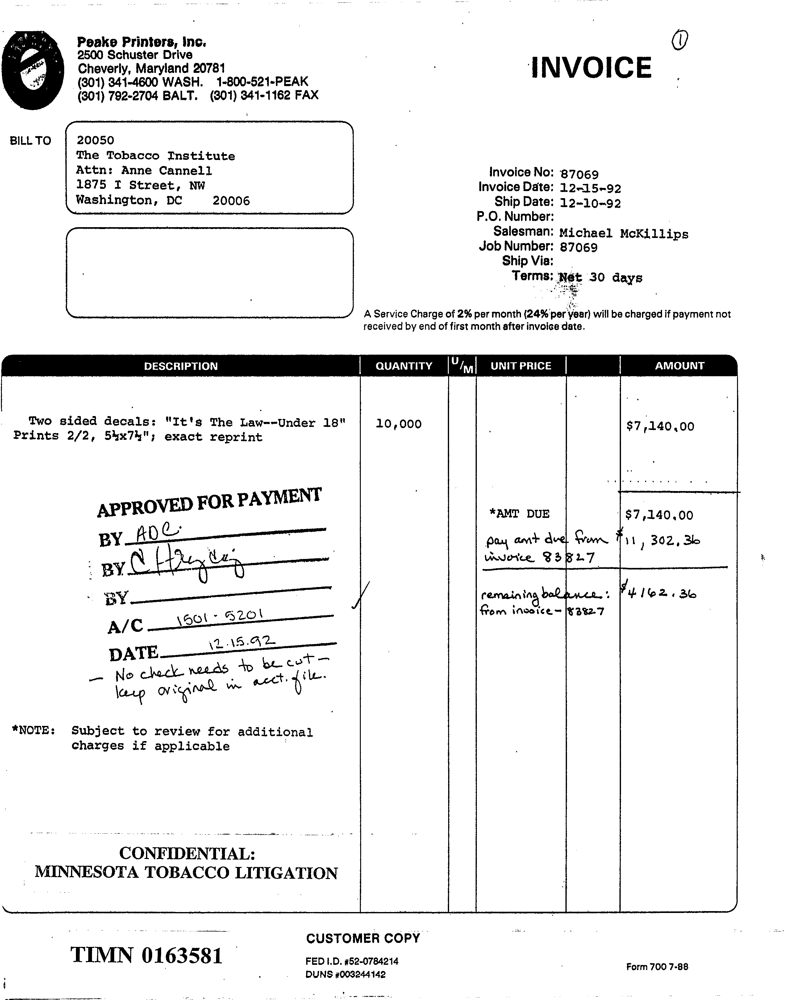 Peake Printers, Inc.
2500 Schuster Drive
Cheverly, Maryland 20781
(301) 341-4600 WASH. 1-800-521-PEAK
(301) 792-2704 BALT. (301) 341-1162 FAX
1
INVOICE
BILL TO
20050
The Tobacco Institute
Attn: Anne Cannell
1875 I Street, NW
Washington, DC 20006
Invoice No: 87069
Invoice Date: 12-15-92
Ship Date: 12-10-92
P.O. Number:
Salesman: Michael McKillips
Job Number: 87069
Ship Via:
Terms: Net 30 days
A Service Charge of 2% per month (24% per year) will be charged if payment not
received by end of first month after invoice date.
DESCRIPTION QUANTITY U/M UNIT PRICE AMOUNT
Two sided decals: "It's The Law--Under 18" 10,000 $7,140.00
Prints 2/2, 5½x7½"; exact reprint
APPROVED FOR PAYMENT
BY ADC
BY
BY
A/C 1501-5201
DATE 12.15.92
- No check needs to be cut -
keep original in acct. file.
*AMT DUE $7,140.00
pay amt due from $11,302.36
invoice 83827
remaining balance: $4162.36
from invoice - 83827
*NOTE: Subject to review for additional
charges if applicable
CONFIDENTIAL:
MINNESOTA TOBACCO LITIGATION
TIMN 0163581
CUSTOMER COPY
FED I.D. #52-0784214
DUNS #003244142
Form 700 7-88